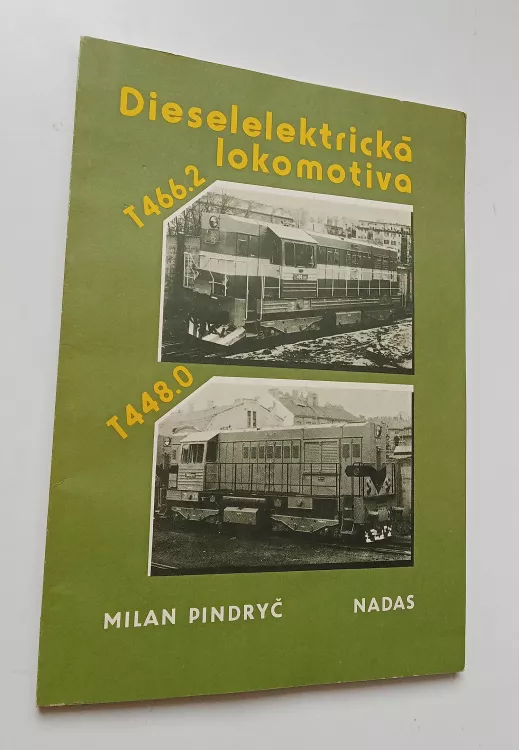 Dieselelektrická
lokomotiva
T466.2
T448.0
MILAN PINDRYČ NADAS